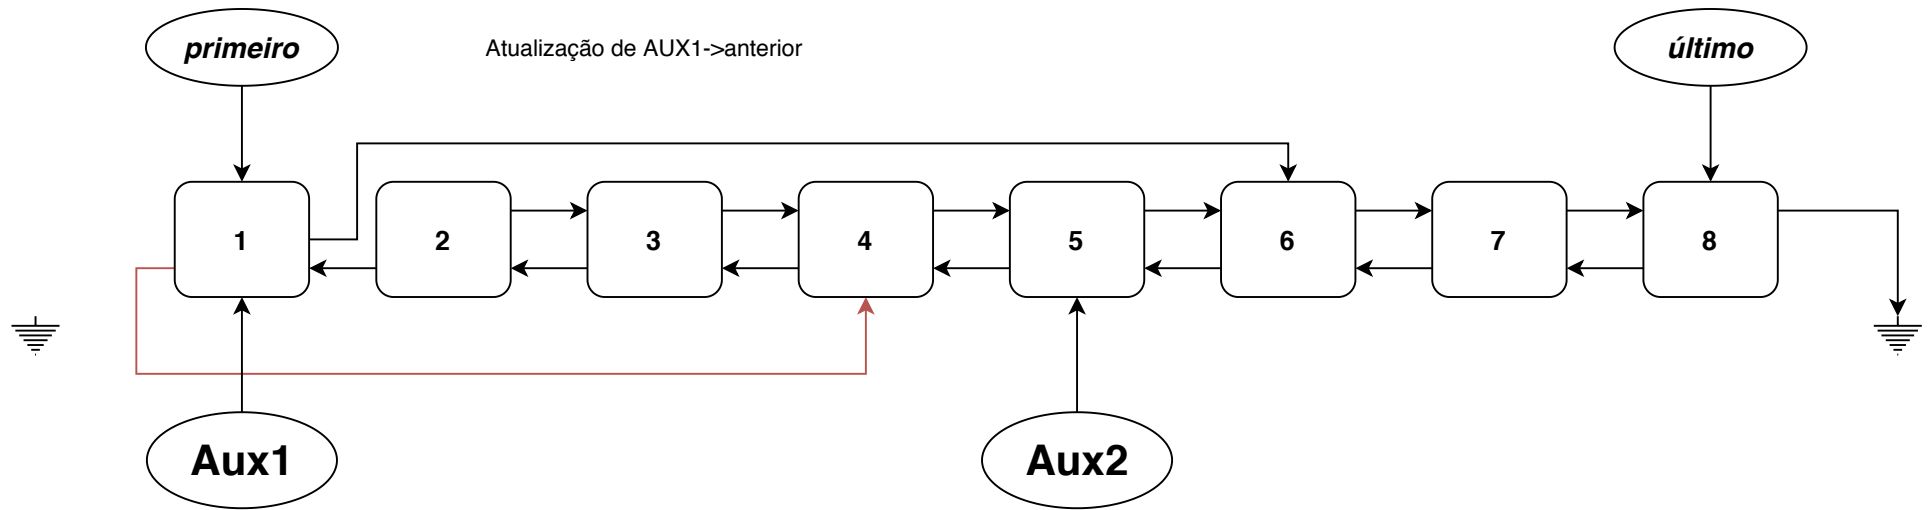 primeiro
Atualização de AUX1->anterior
último
1
2
3
4
5
6
7
8
Aux1
Aux2